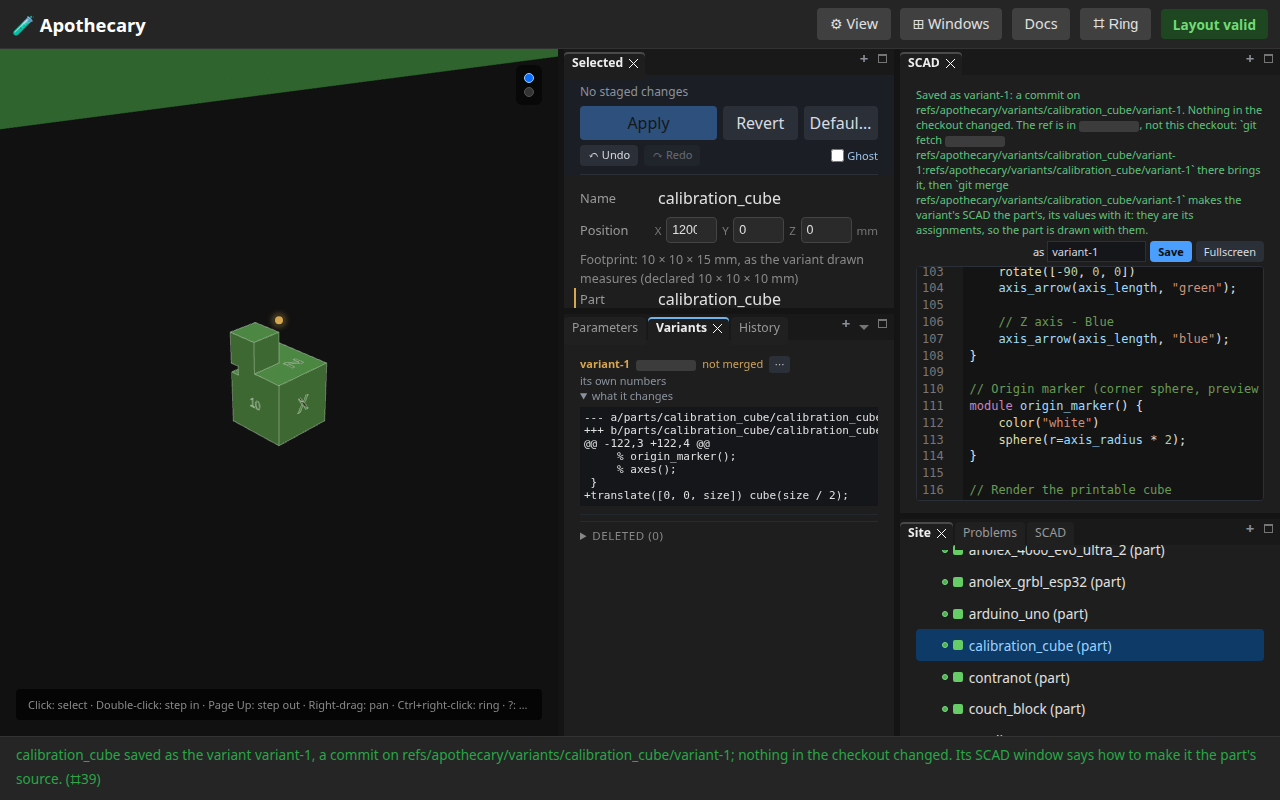 🧪 Apothecary
⚙ View
⊞ Windows
Docs
⌗ Ring
Layout valid
Click: select · Double-click: step in · Page Up: step out · Right-drag: pan · Ctrl+right-click: ring · ?: ...
10
X
Selected
No staged changes
Apply
Revert
Defaul...
↶ Undo
↷ Redo
Ghost
Name calibration_cube
Position X 1200 Y 0 Z 0 mm
Footprint: 10 × 10 × 15 mm, as the variant drawn
measures (declared 10 × 10 × 10 mm)
Part calibration_cube
Parameters
Variants
History
variant-1 not merged ...
its own numbers
▼ what it changes
--- a/parts/calibration_cube/calibration_cube
+++ b/parts/calibration_cube/calibration_cube
@@ -122,3 +122,4 @@
% origin_marker();
% axes();
}
+translate([0, 0, size]) cube(size / 2);
▶ DELETED (0)
SCAD
Saved as variant-1: a commit on
refs/apothecary/variants/calibration_cube/variant-1. Nothing in the
checkout changed. The ref is in , not this checkout: `git
fetch
refs/apothecary/variants/calibration_cube/variant-
1:refs/apothecary/variants/calibration_cube/variant-1` there brings
it, then `git merge
refs/apothecary/variants/calibration_cube/variant-1` makes the
variant's SCAD the part's, its values with it: they are its
assignments, so the part is drawn with them.
as variant-1 Save Fullscreen
103 rotate([-90, 0, 0])
104 axis_arrow(axis_length, "green");
105
106 // Z axis - Blue
107 axis_arrow(axis_length, "blue");
108 }
109
110 // Origin marker (corner sphere, preview
111 module origin_marker() {
112 color("white")
113 sphere(r=axis_radius * 2);
114 }
115
116 // Render the printable cube
Site
Problems
SCAD
anolex_4060_evo_ultra_2 (part)
anolex_grbl_esp32 (part)
arduino_uno (part)
calibration_cube (part)
contranot (part)
couch_block (part)
calibration_cube saved as the variant variant-1, a commit on refs/apothecary/variants/calibration_cube/variant-1; nothing in the checkout changed. Its SCAD window says how to make it the part's
source. (⌗39)